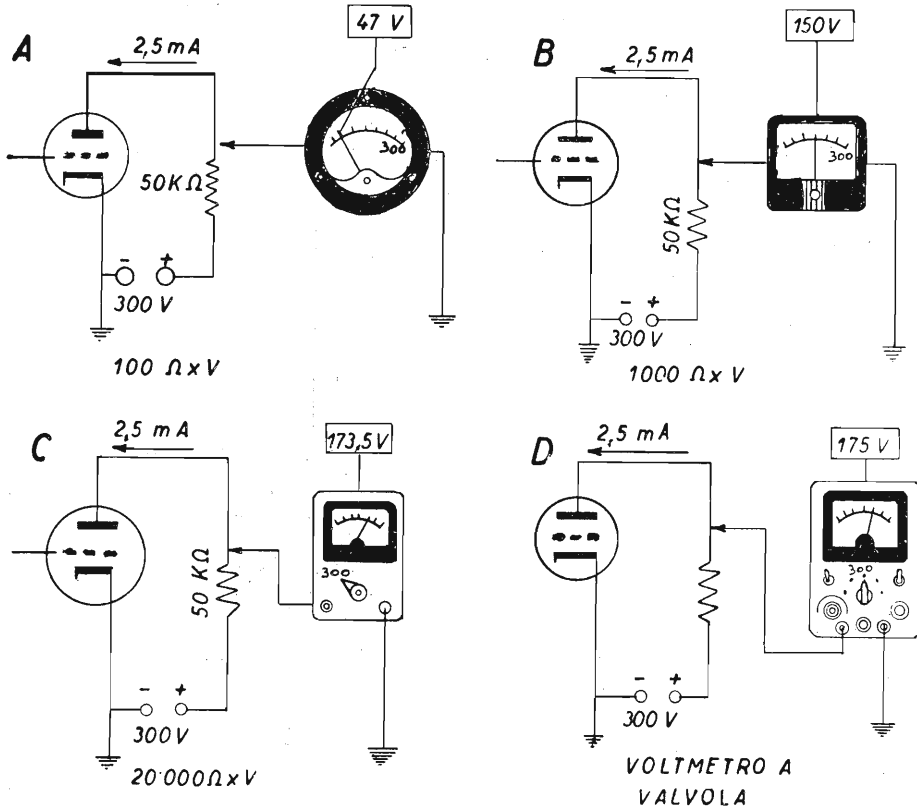 A
2,5 mA
47 V
300
50KΩ
- +
300 V
100 Ω x V
B
2,5 mA
150V
300
50KΩ
- +
300V
1000 Ω x V
C
2,5 mA
173,5V
300
50 KΩ
- +
300V
20.000Ω x V
D
2,5 mA
175 V
300
- +
300 V
VOLTMETRO A
VALVOLA